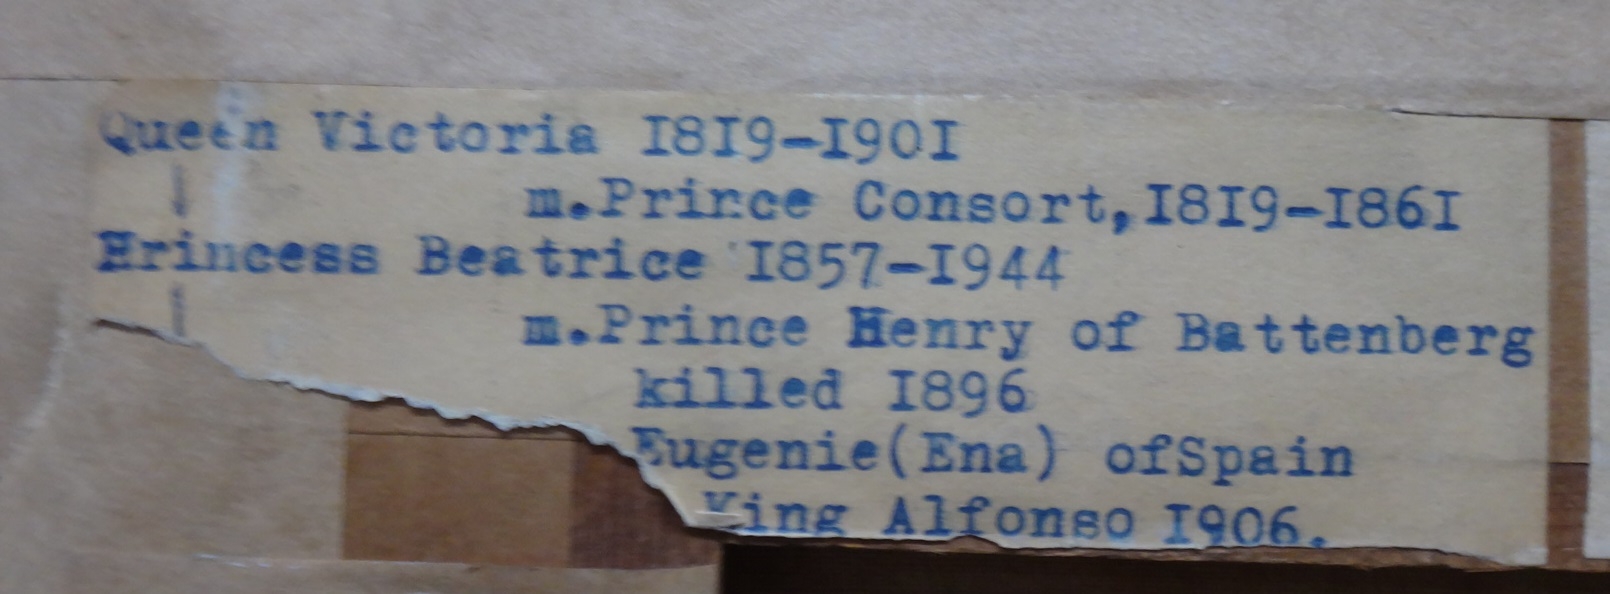 Queen Victoria I8I9-I90I
m.Prince Consort,I8I9-I86I
Princess Beatrice I857-I944
m.Prince Henry of Battenberg
killed I896
Eugenie(Ena) ofSpain
King Alfonso I906.